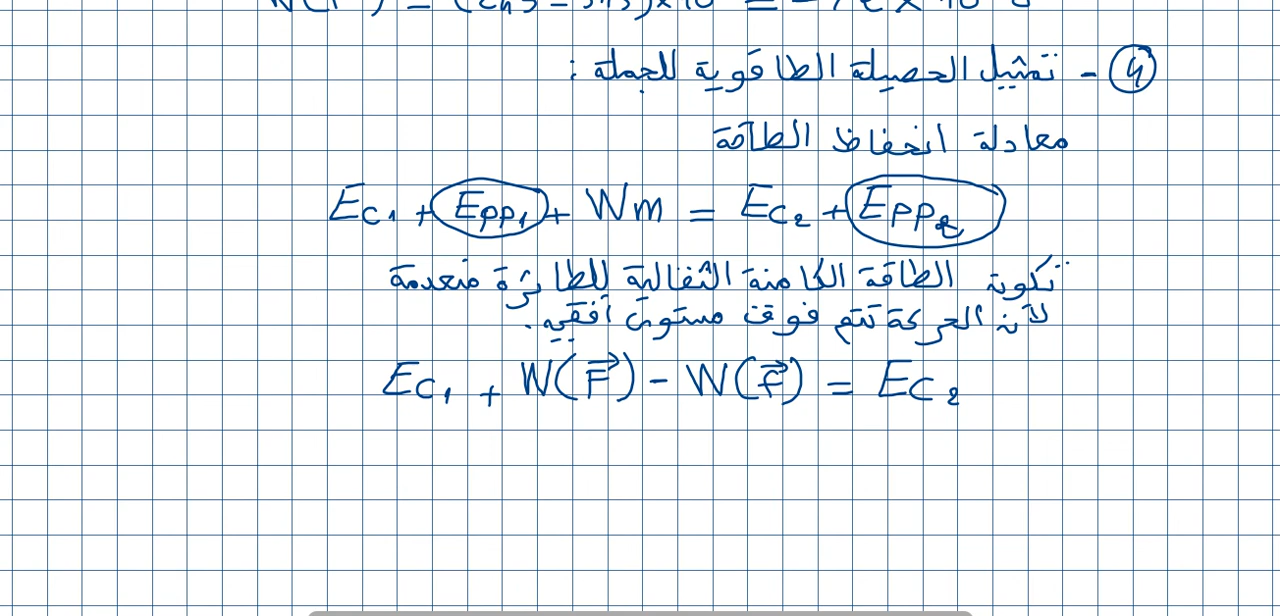 ④ - تمثيل الحصيلة الطاقوية للجملة :
معادلة انحفاظ الطاقة
Ec₁ + Epp₁ + Wm = Ec₂ + Epp₂
تكون الطاقة الكامنة الثقالية للطائرة منعدمة
لأن الحركة تتم فوق مستوى أفقي.
Ec₁ + W(F⃗) - W(f⃗) = Ec₂